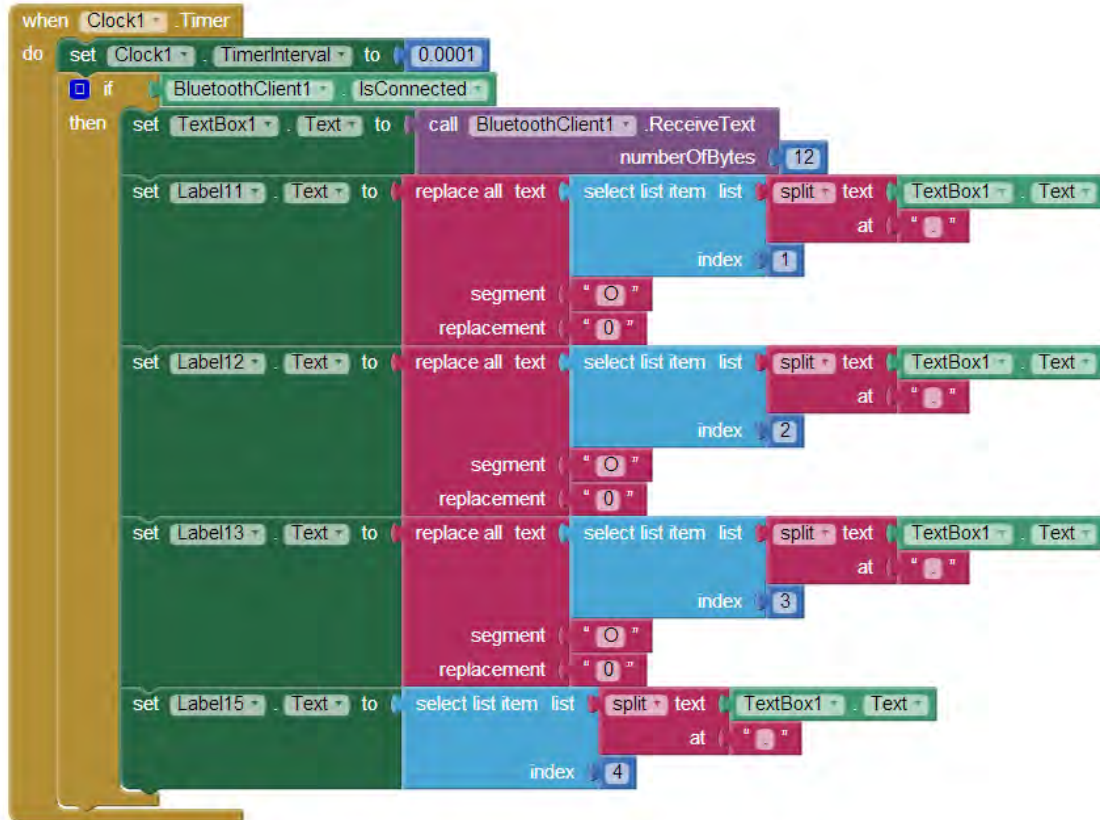 when Clock1 .Timer
do set Clock1 . TimerInterval to 0.0001
if BluetoothClient1 . IsConnected
then set TextBox1 . Text to call BluetoothClient1 .ReceiveText
numberOfBytes 12
set Label11 . Text to replace all text select list item list split text TextBox1 . Text
at " . "
index 1
segment " O "
replacement " 0 "
set Label12 . Text to replace all text select list item list split text TextBox1 . Text
at " . "
index 2
segment " O "
replacement " 0 "
set Label13 . Text to replace all text select list item list split text TextBox1 . Text
at " . "
index 3
segment " O "
replacement " 0 "
set Label15 . Text to select list item list split text TextBox1 . Text
at " . "
index 4